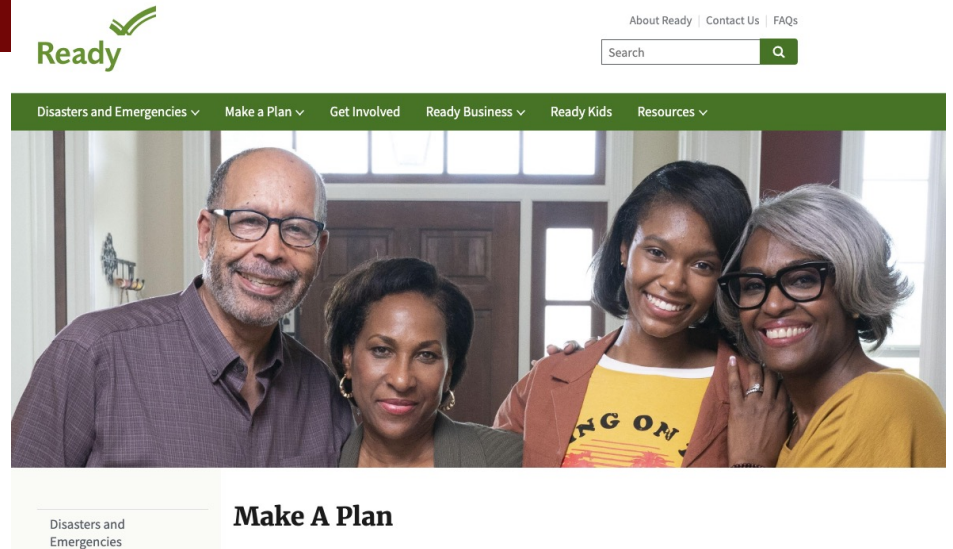 Ready
About Ready | Contact Us | FAQs
Search
Disasters and Emergencies Make a Plan Get Involved Ready Business Ready Kids Resources
NG ON
Make A Plan
Disasters and
Emergencies